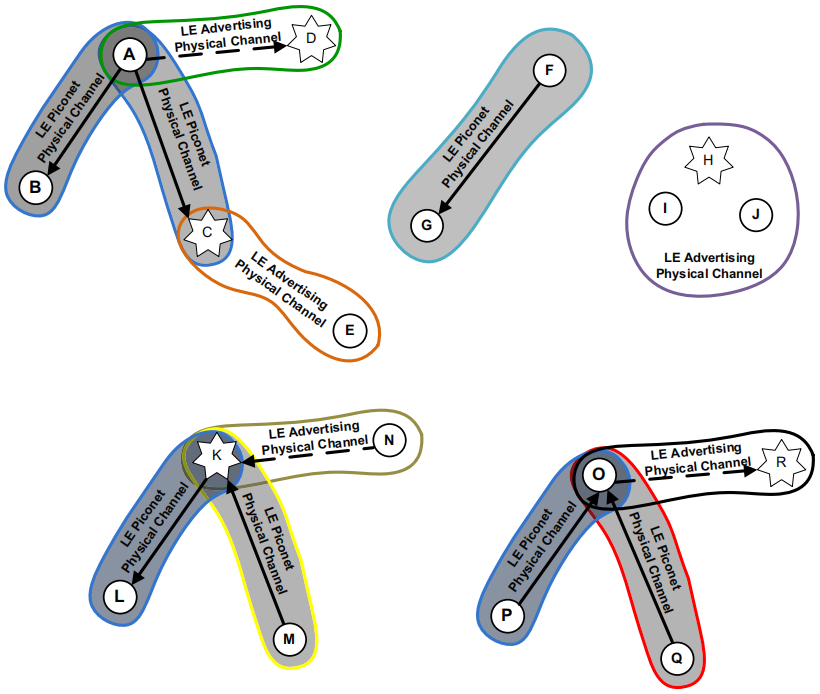 A
LE Advertising
Physical Channel
D
LE Piconet
Physical Channel
LE Piconet
Physical Channel
B
C
LE Advertising
Physical Channel
E
F
LE Piconet
Physical Channel
G
H
I
J
LE Advertising
Physical Channel
K
LE Advertising
Physical Channel
N
LE Piconet
Physical Channel
LE Piconet
Physical Channel
L
M
O
LE Advertising
Physical Channel
R
LE Piconet
Physical Channel
LE Piconet
Physical Channel
P
Q